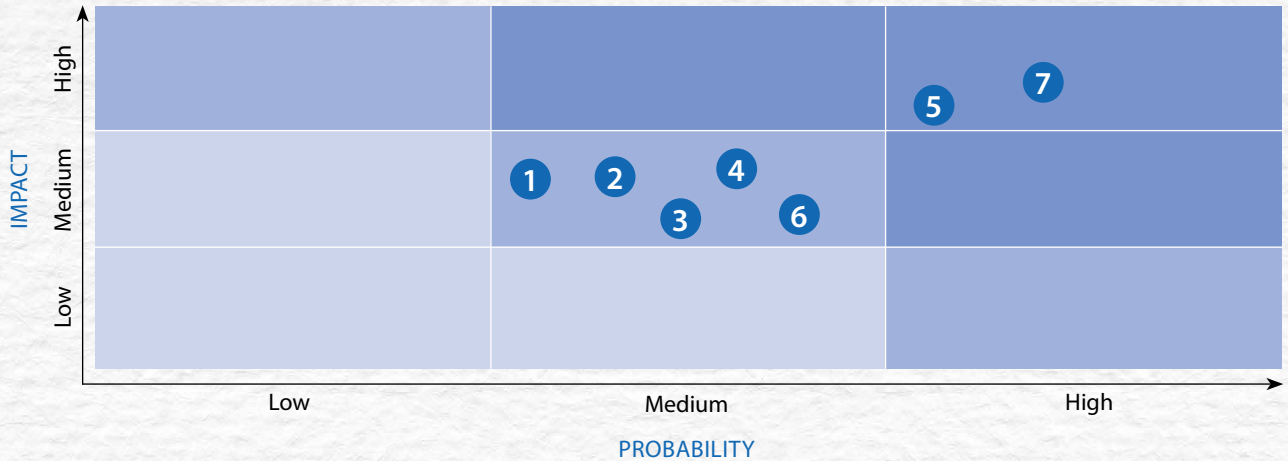 IMPACT
High
Medium
Low
7
5
4
2
1
6
3
Low
Medium
High
PROBABILITY